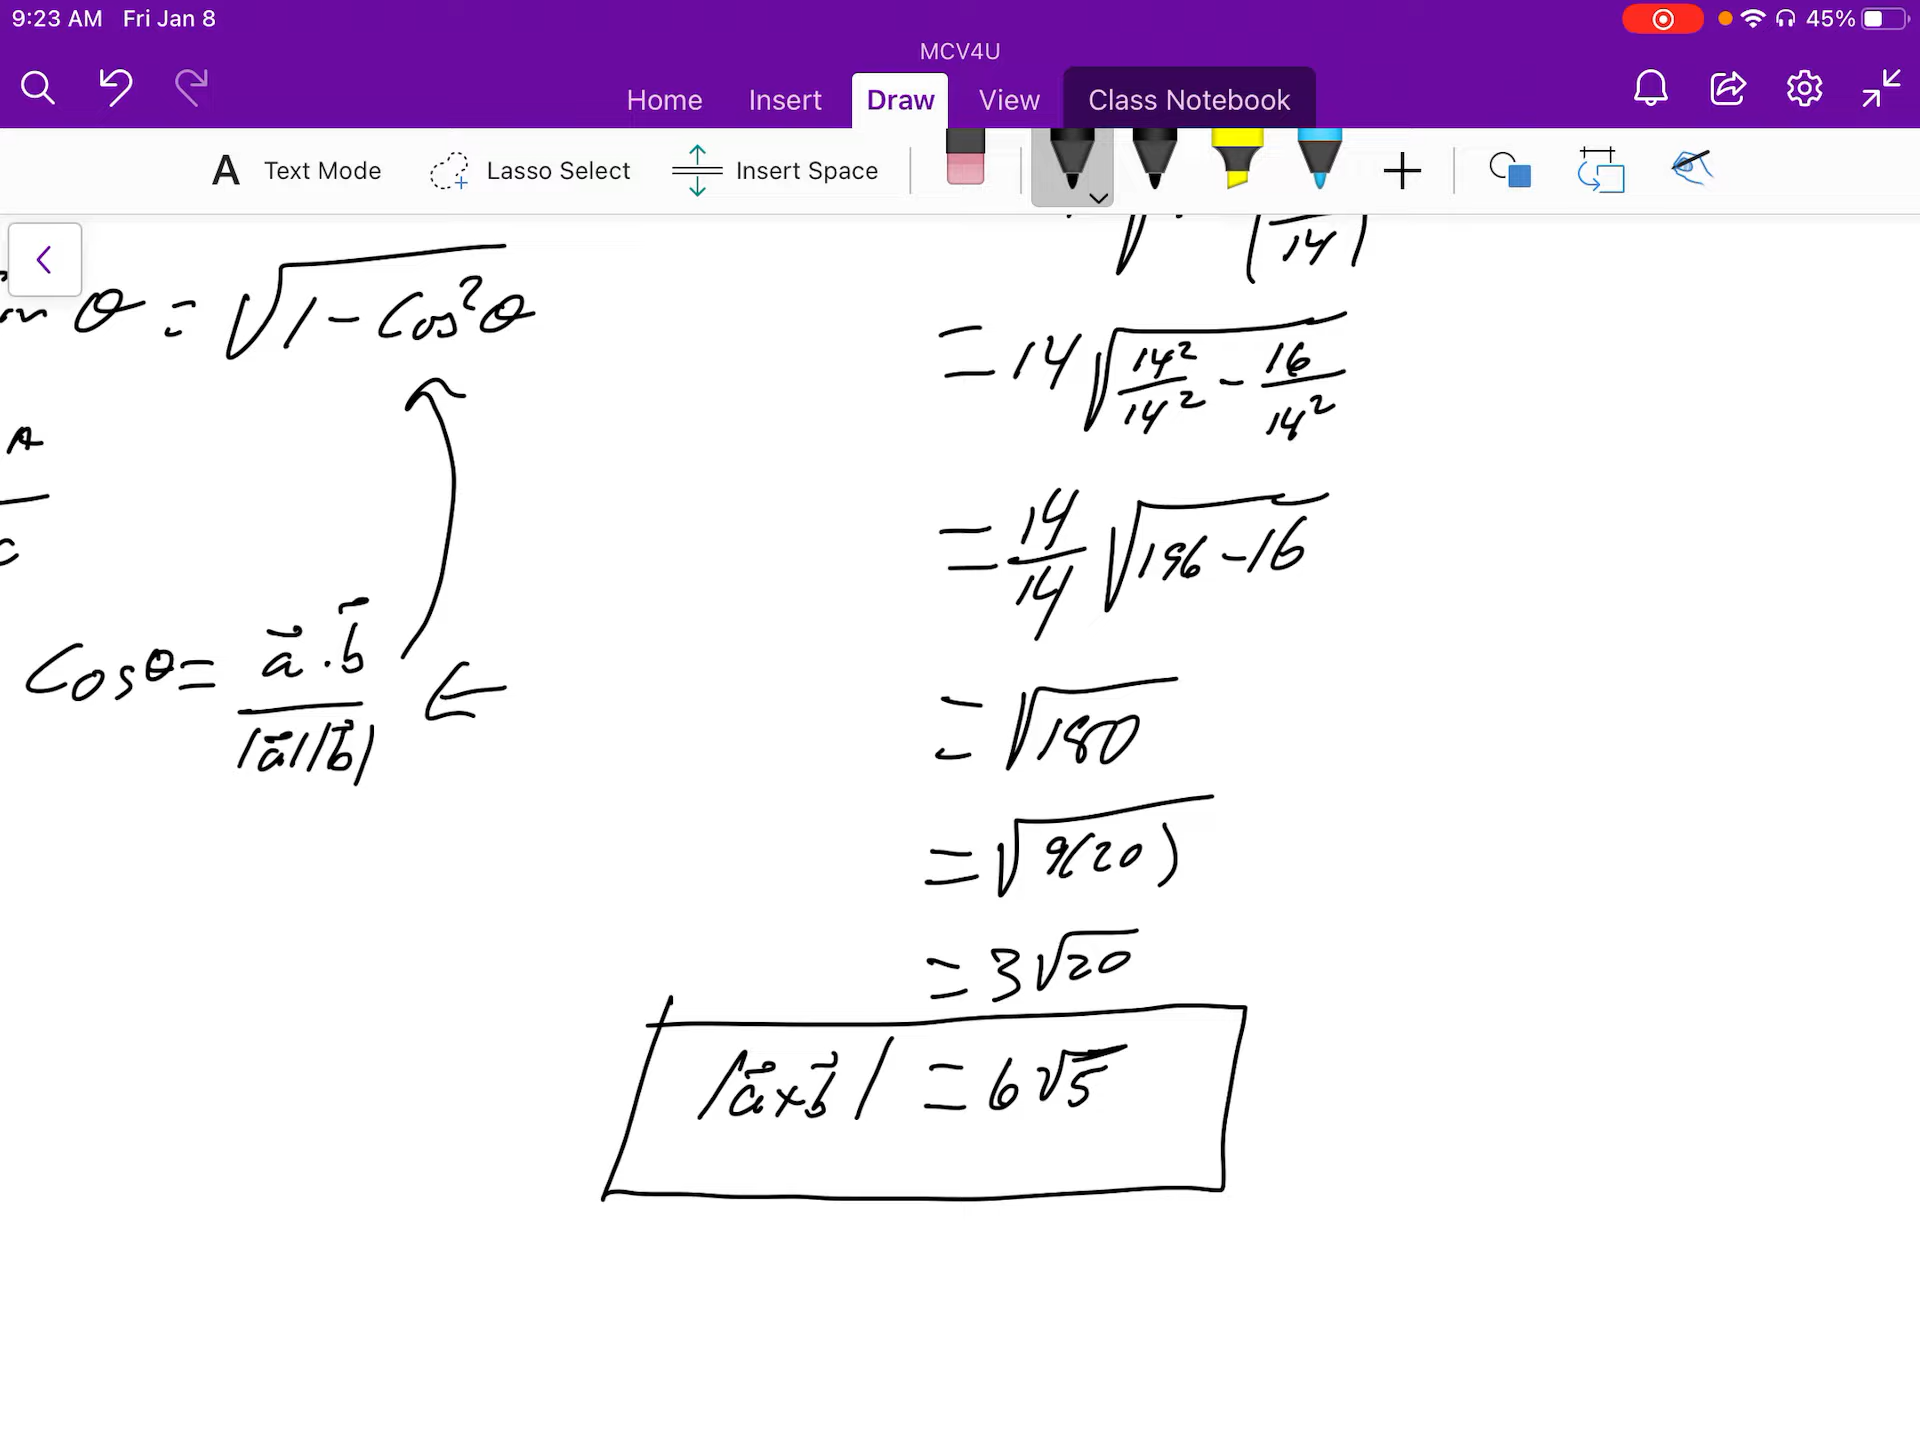 9:23 AM Fri Jan 8
45%
MCV4U
Home Insert Draw View Class Notebook
A Text Mode Lasso Select Insert Space
θ = √(1 - Cos²θ)
A
C
Cosθ = a⃗ · b⃗ / |a⃗||b⃗|
14
= 14 √(14²/14² - 16/14²)
= 14/14 √(196 - 16)
= √180
= √9(20)
= 3√20
|a⃗ × b⃗| = 6√5